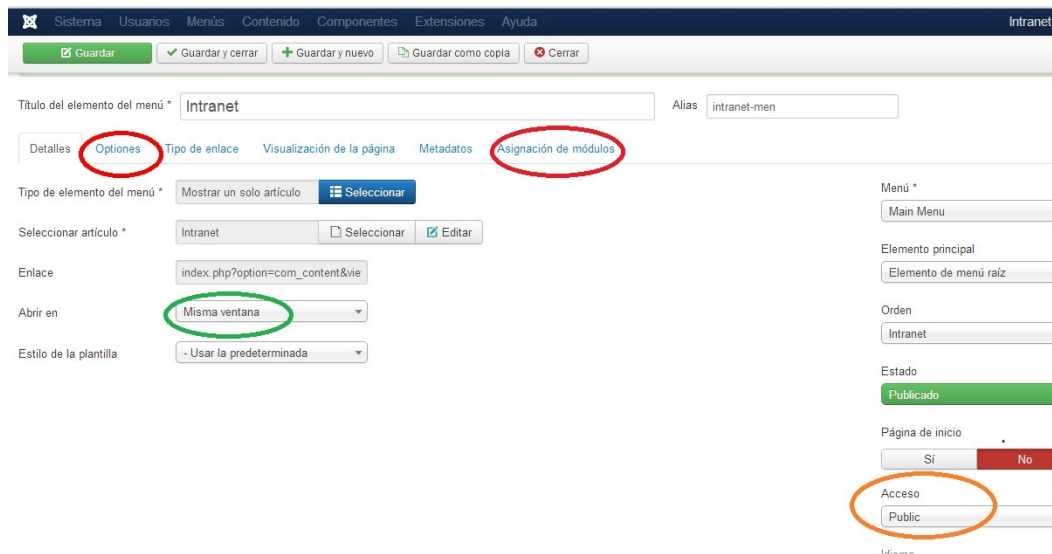 Sistema Usuarios Menús Contenido Componentes Extensiones Ayuda Intranet
Guardar Guardar y cerrar Guardar y nuevo Guardar como copia Cerrar
Título del elemento del menú * Intranet Alias intranet-men
Detalles Optiones Tipo de enlace Visualización de la página Metadatos Asignación de módulos
Tipo de elemento del menú * Mostrar un solo artículo Seleccionar
Menú *
Main Menu
Seleccionar artículo * Intranet Seleccionar Editar
Elemento principal
Elemento de menú raíz
Enlace index.php?option=com_content&vie
Abrir en Misma ventana
Orden
Intranet
Estilo de la plantilla - Usar la predeterminada
Estado
Publicado
Página de inicio
Sí No
Acceso
Public
Idioma